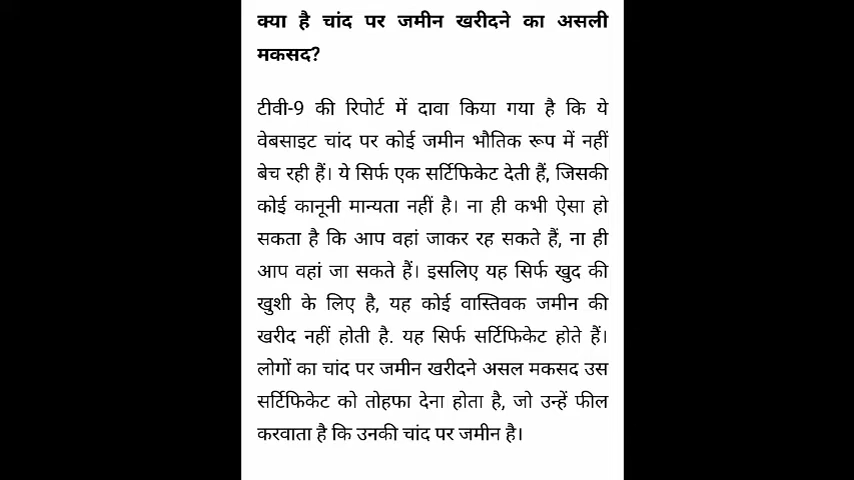 क्या है चांद पर जमीन खरीदने का असली
मकसद?
टीवी-9 की रिपोर्ट में दावा किया गया है कि ये
वेबसाइट चांद पर कोई जमीन भौतिक रूप में नहीं
बेच रही हैं। ये सिर्फ एक सर्टिफिकेट देती हैं, जिसकी
कोई कानूनी मान्यता नहीं है। ना ही कभी ऐसा हो
सकता है कि आप वहां जाकर रह सकते हैं, ना ही
आप वहां जा सकते हैं। इसलिए यह सिर्फ खुद की
खुशी के लिए है, यह कोई वास्तिवक जमीन की
खरीद नहीं होती है. यह सिर्फ सर्टिफिकेट होते हैं।
लोगों का चांद पर जमीन खरीदने असल मकसद उस
सर्टिफिकेट को तोहफा देना होता है, जो उन्हें फील
करवाता है कि उनकी चांद पर जमीन है।